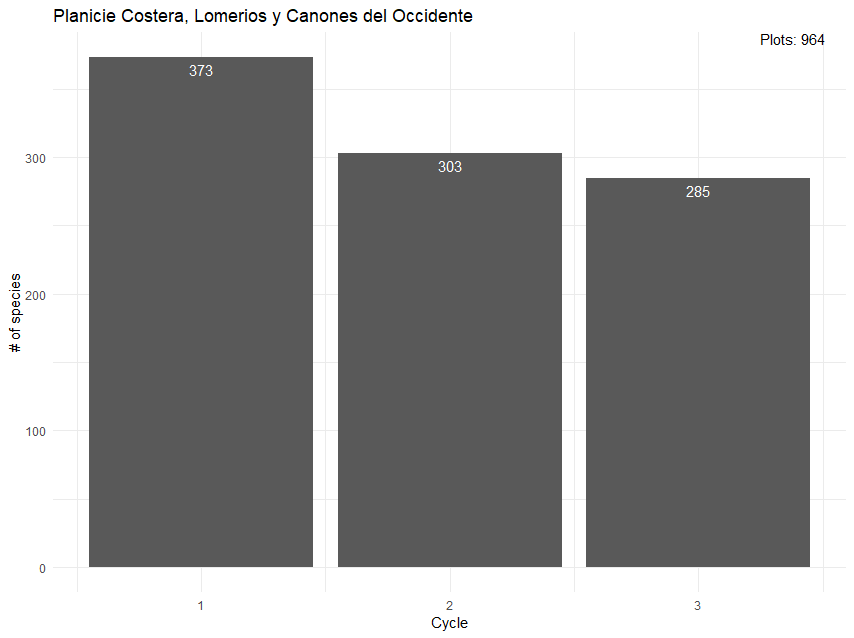 Planicie Costera, Lomerios y Canones del Occidente
Plots: 964
373
303
285
300
200
100
0
# of species
1 2 3
Cycle